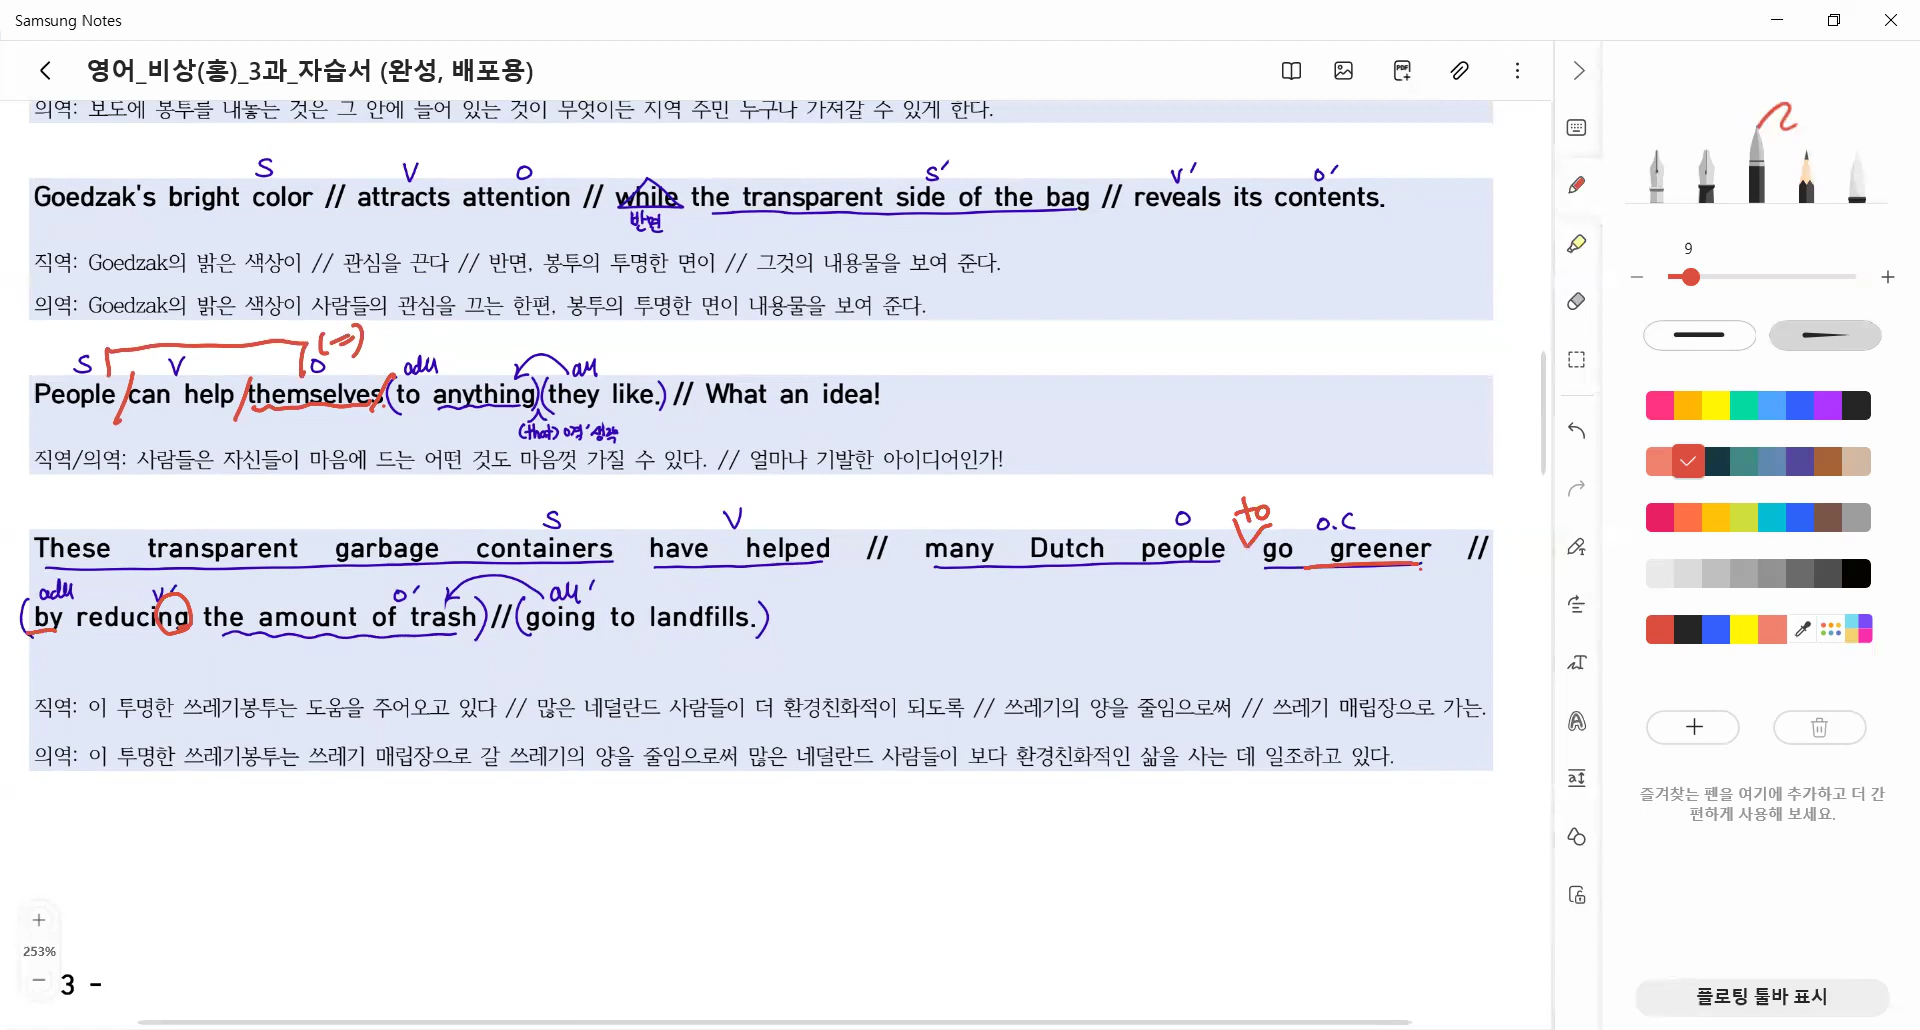 Samsung Notes
영어_비상(홍)_3과_자습서 (완성, 배포용)
PDF
의역: 보도에 봉투를 내놓는 것은 그 안에 들어 있는 것이 무엇이든 지역 주민 누구나 가져갈 수 있게 한다.
S V O S' V' O'
Goedzak's bright color // attracts attention // while the transparent side of the bag // reveals its contents.
반면
직역: Goedzak의 밝은 색상이 // 관심을 끈다 // 반면, 봉투의 투명한 면이 // 그것의 내용물을 보여 준다.
의역: Goedzak의 밝은 색상이 사람들의 관심을 끄는 한편, 봉투의 투명한 면이 내용물을 보여 준다.
(=)
S V O
People / can help / themselves / (to anything) (they like.) // What an idea!
(that) 생략
직역/의역: 사람들은 자신들이 마음에 드는 어떤 것도 마음껏 가질 수 있다. // 얼마나 기발한 아이디어인가!
S V O to O.C
These transparent garbage containers have helped // many Dutch people go greener //
V' O'
(by reducing the amount of trash) // (going to landfills.)
직역: 이 투명한 쓰레기봉투는 도움을 주어오고 있다 // 많은 네덜란드 사람들이 더 환경친화적이 되도록 // 쓰레기의 양을 줄임으로써 // 쓰레기 매립장으로 가는.
의역: 이 투명한 쓰레기봉투는 쓰레기 매립장으로 갈 쓰레기의 양을 줄임으로써 많은 네덜란드 사람들이 보다 환경친화적인 삶을 사는 데 일조하고 있다.
253%
3 -
9
즐겨찾는 펜을 여기에 추가하고 더 간
편하게 사용해 보세요.
플로팅 툴바 표시